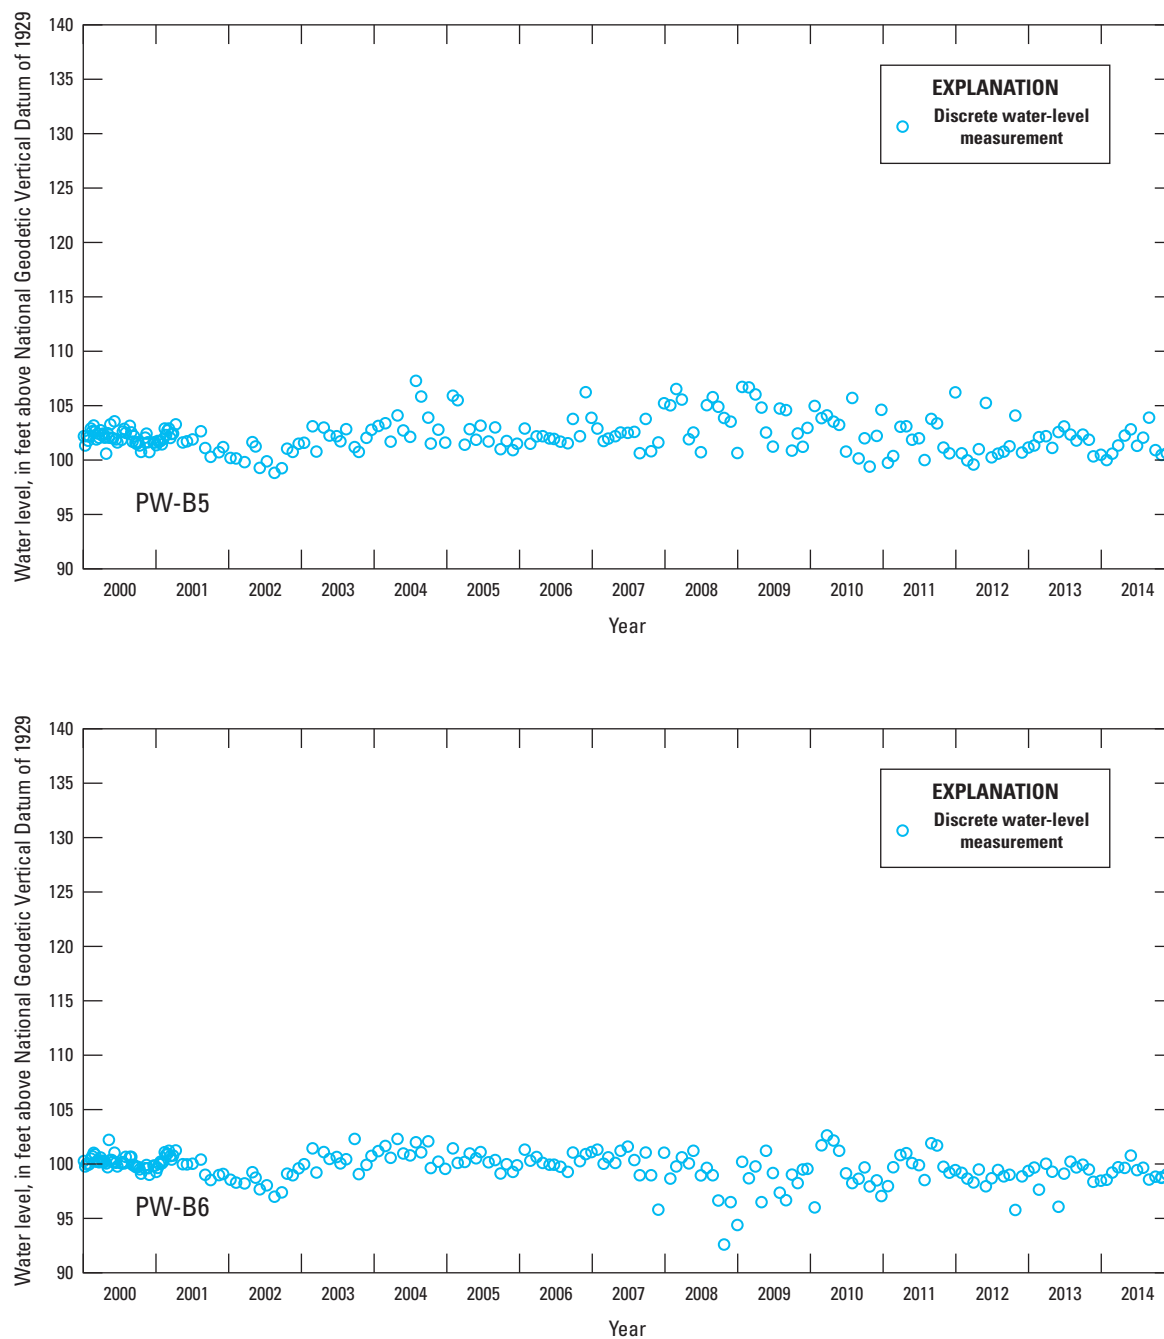 Water level, in feet above National Geodetic Vertical Datum of 1929
140
135
130
125
120
115
110
105
100
95
90
EXPLANATION
Discrete water-level
measurement
PW-B5
2000 2001 2002 2003 2004 2005 2006 2007 2008 2009 2010 2011 2012 2013 2014
Year
Water level, in feet above National Geodetic Vertical Datum of 1929
140
135
130
125
120
115
110
105
100
95
90
EXPLANATION
Discrete water-level
measurement
PW-B6
2000 2001 2002 2003 2004 2005 2006 2007 2008 2009 2010 2011 2012 2013 2014
Year